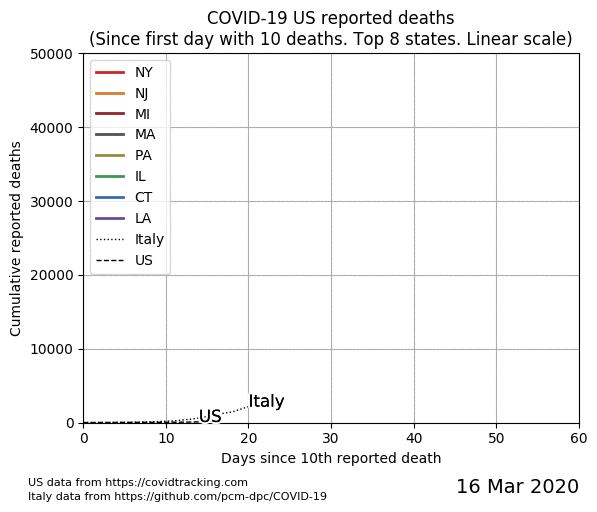 COVID-19 US reported deaths
(Since first day with 10 deaths. Top 8 states. Linear scale)
50000
40000
30000
20000
10000
0
Cumulative reported deaths
NY
NJ
MI
MA
PA
IL
CT
LA
Italy
US
Italy
US
0 10 20 30 40 50 60
Days since 10th reported death
US data from https://covidtracking.com
Italy data from https://github.com/pcm-dpc/COVID-19
16 Mar 2020